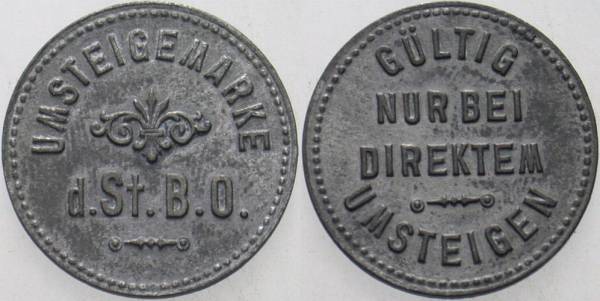 UMSTEIGEMARKE
d.St.B.O.
GÜLTIG
NUR BEI
DIREKTEM
UMSTEIGEN